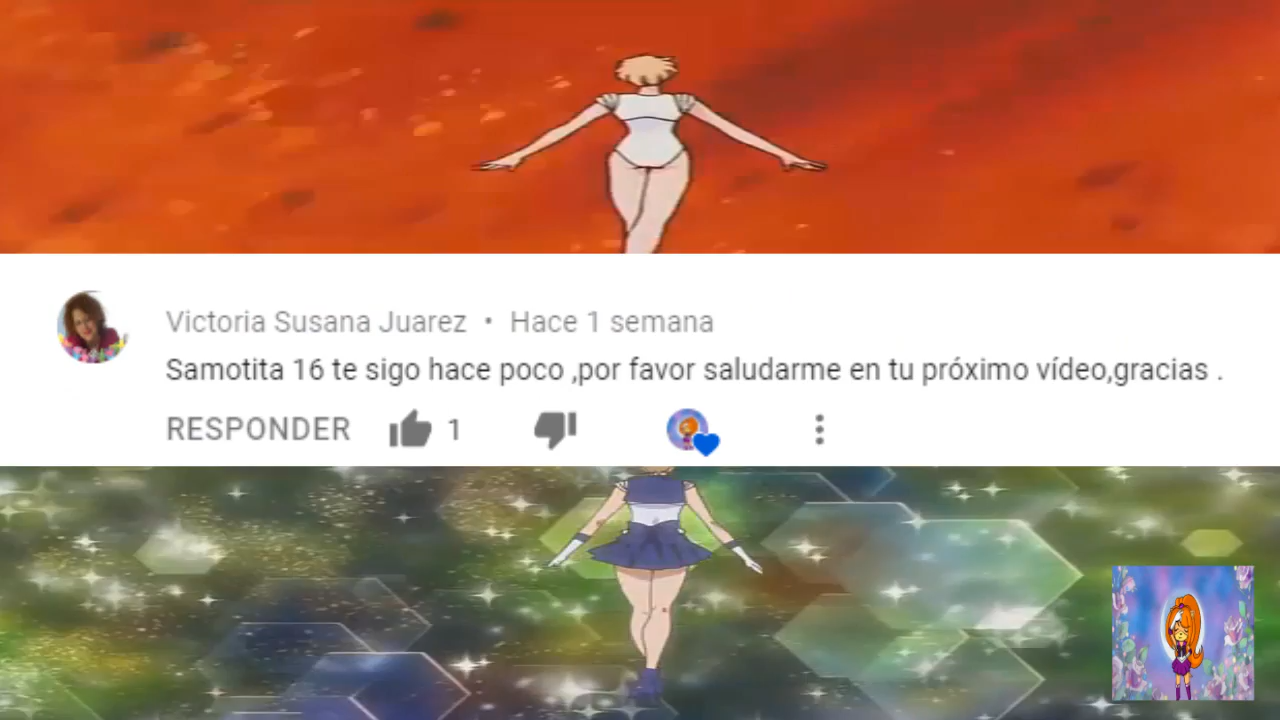 Victoria Susana Juarez • Hace 1 semana
Samotita 16 te sigo hace poco ,por favor saludarme en tu próximo vídeo,gracias .
RESPONDER 1